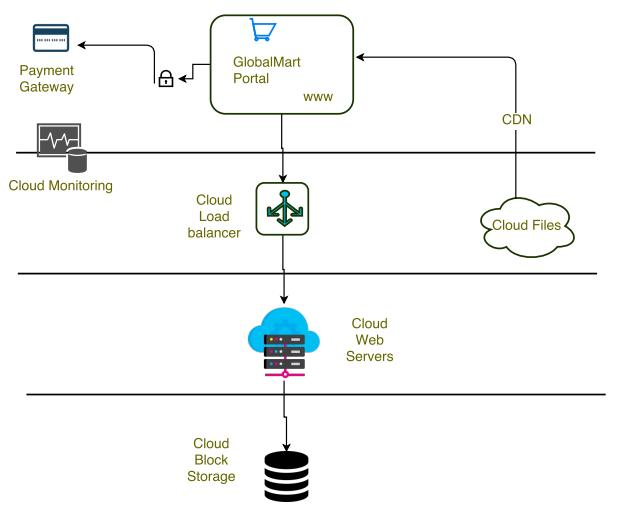 Payment
Gateway
GlobalMart
Portal
www
CDN
Cloud Monitoring
Cloud
Load
balancer
Cloud Files
Cloud
Web
Servers
Cloud
Block
Storage